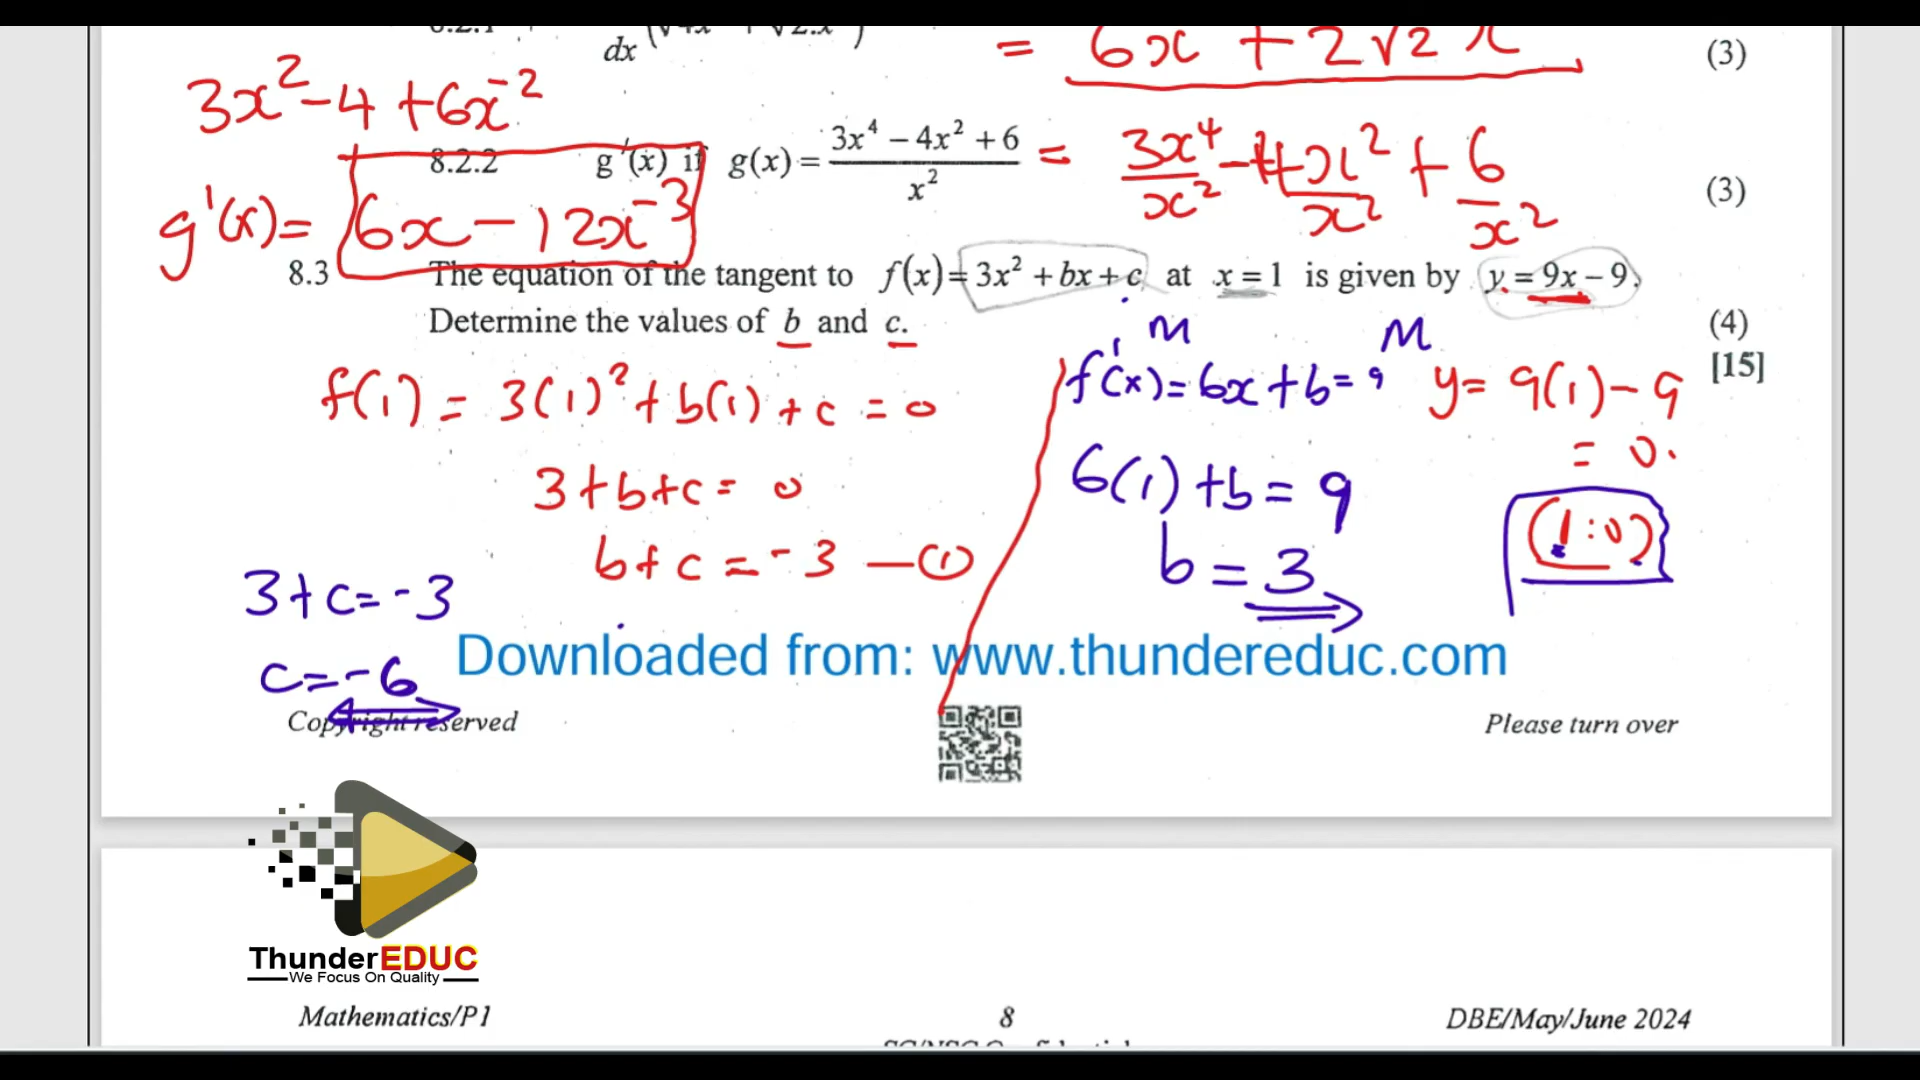 = 6x + 2√2 x
dx
(3)
3x² - 4 + 6x⁻²
8.2.2 g'(x) if g(x) = (3x⁴ − 4x² + 6)/x² = 3x⁴/x² - 4x²/x² + 6/x²
(3)
g'(x) = 6x - 12x⁻³
8.3 The equation of the tangent to f(x) = 3x² + bx + c at x = 1 is given by y = 9x − 9.
Determine the values of b and c.
(4)
[15]
M M
f(1) = 3(1)² + b(1) + c = 0
f'(x) = 6x + b = 9
y = 9(1) - 9
= 0.
3 + b + c = 0
6(1) + b = 9
(1:0)
b + c = -3 — ①
b = 3
3 + c = -3
c = -6
Downloaded from: www.thundereduc.com
Copyright reserved
Please turn over
ThunderEDUC
We Focus On Quality
Mathematics/P1
8
DBE/May/June 2024